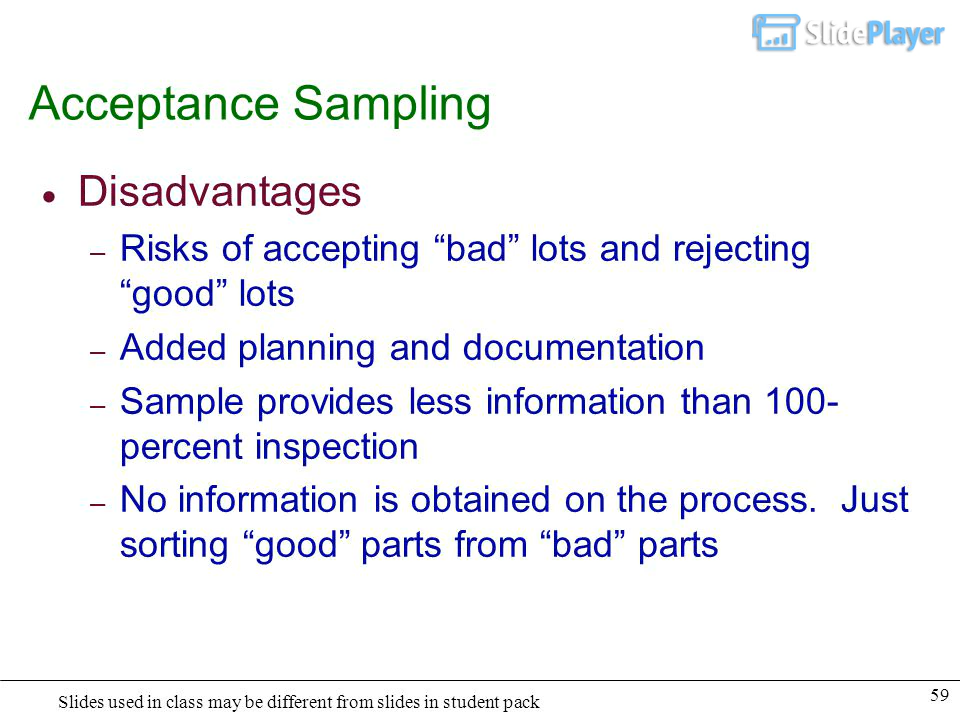 SlidePlayer
Acceptance Sampling
• Disadvantages
– Risks of accepting “bad” lots and rejecting
“good” lots
– Added planning and documentation
– Sample provides less information than 100-
percent inspection
– No information is obtained on the process.  Just
sorting “good” parts from “bad” parts
Slides used in class may be different from slides in student pack
59